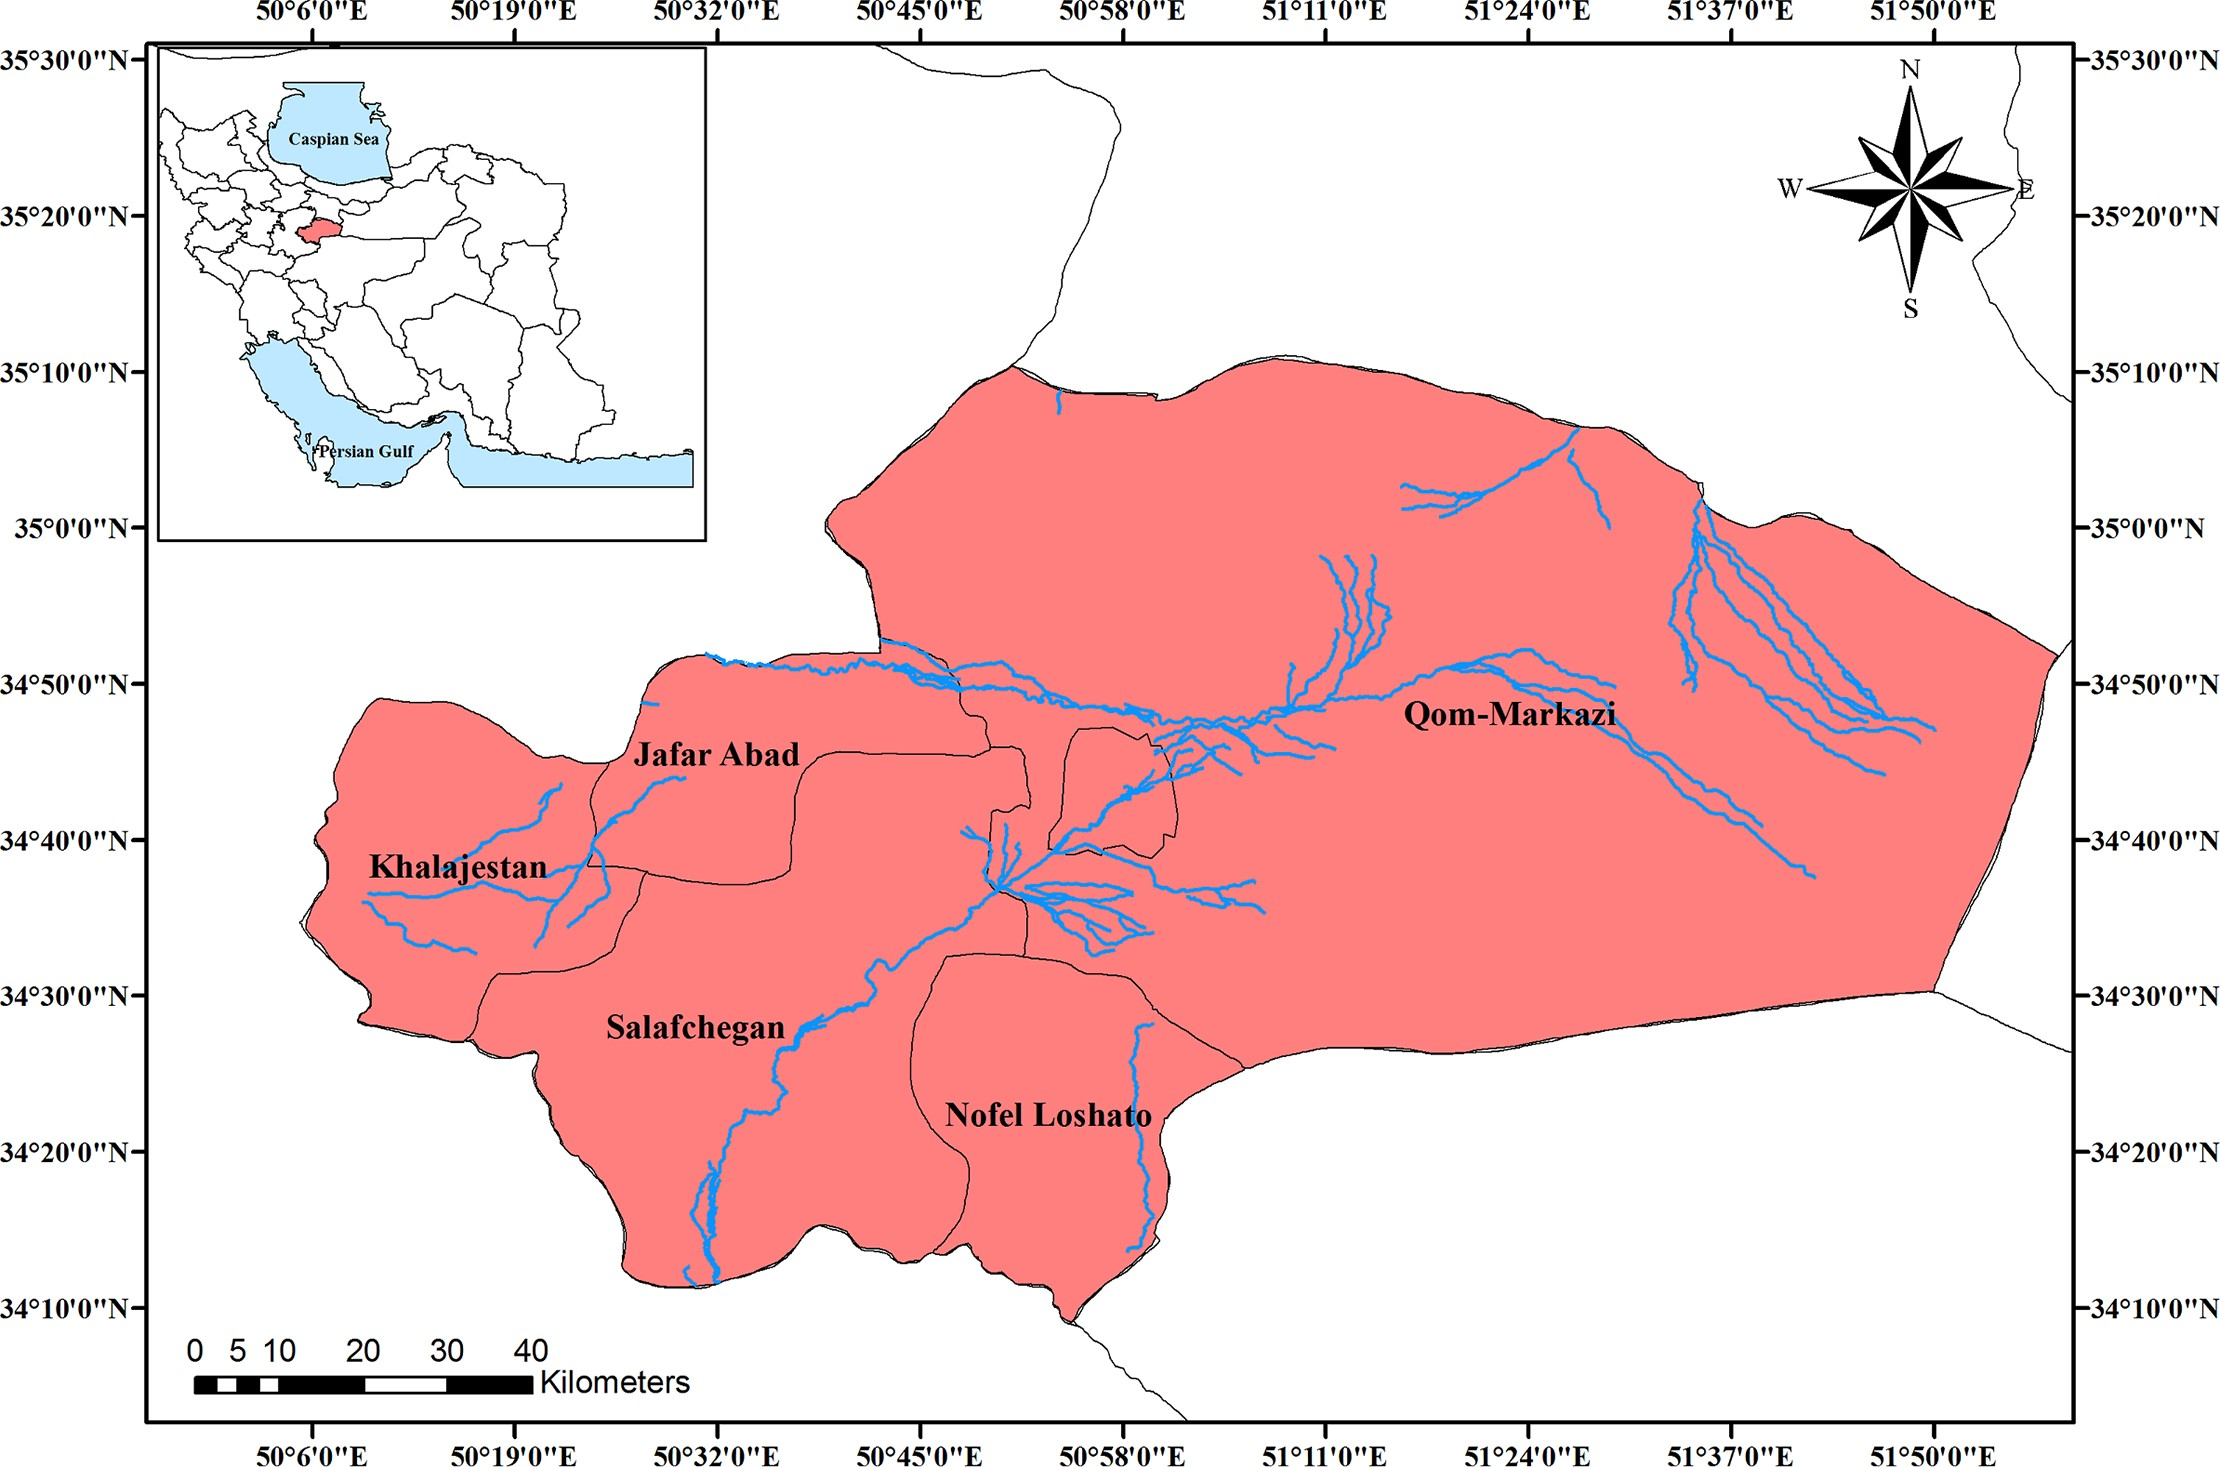 50°6'0"E 50°19'0"E 50°32'0"E 50°45'0"E 50°58'0"E 51°11'0"E 51°24'0"E 51°37'0"E 51°50'0"E
35°30'0"N 35°30'0"N
N
Caspian Sea
W E
35°20'0"N 35°20'0"N
S
35°10'0"N 35°10'0"N
Persian Gulf
35°0'0"N 35°0'0"N
34°50'0"N 34°50'0"N
Qom-Markazi
Jafar Abad
34°40'0"N 34°40'0"N
Khalajestan
34°30'0"N 34°30'0"N
Salafchegan
Nofel Loshato
34°20'0"N 34°20'0"N
34°10'0"N 34°10'0"N
0 5 10 20 30 40
Kilometers
50°6'0"E 50°19'0"E 50°32'0"E 50°45'0"E 50°58'0"E 51°11'0"E 51°24'0"E 51°37'0"E 51°50'0"E